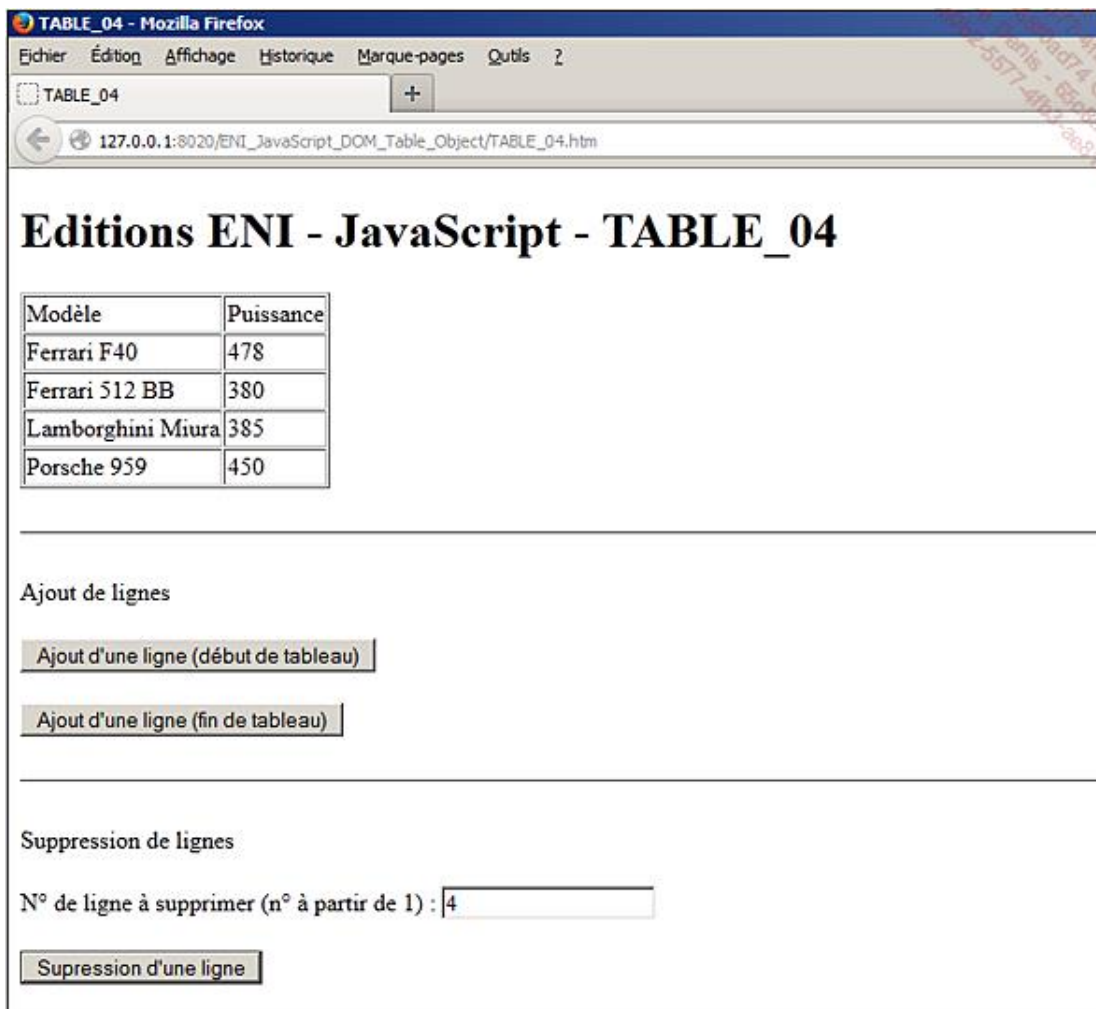 TABLE_04 - Mozilla Firefox
Fichier Édition Affichage Historique Marque-pages Outils ?
TABLE_04 +
127.0.0.1:8020/ENI_JavaScript_DOM_Table_Object/TABLE_04.htm
Editions ENI - JavaScript - TABLE_04
Modèle Puissance
Ferrari F40 478
Ferrari 512 BB 380
Lamborghini Miura 385
Porsche 959 450
Ajout de lignes
Ajout d'une ligne (début de tableau)
Ajout d'une ligne (fin de tableau)
Suppression de lignes
N° de ligne à supprimer (n° à partir de 1) : 4
Supression d'une ligne